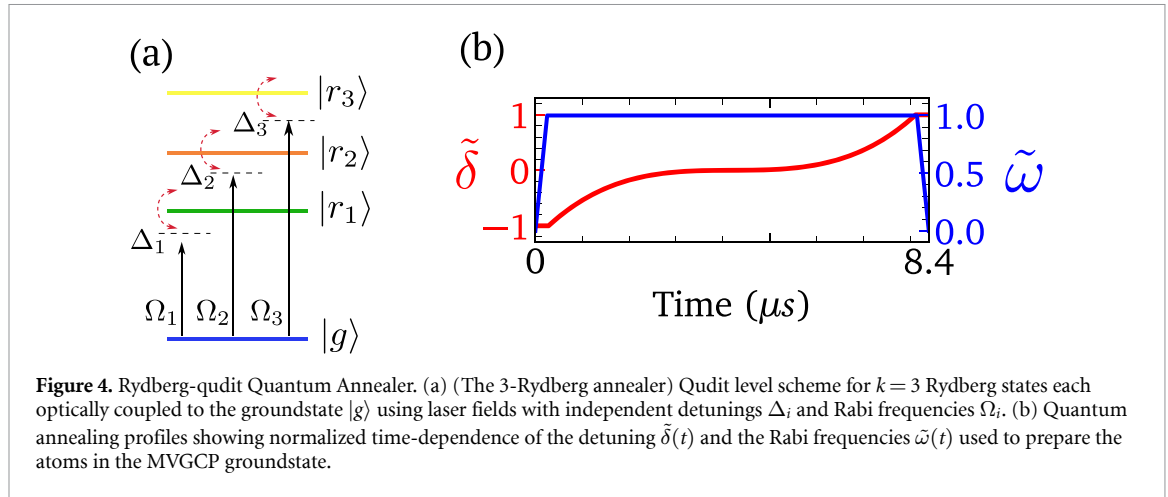 (a)
(b)
|r₃⟩
Δ₃
|r₂⟩
Δ₂
|r₁⟩
Δ₁
Ω₁ Ω₂ Ω₃
|g⟩
1
0
−1
δ̃
1.0
0.5
0.0
ω̃
0 8.4
Time (μs)
Figure 4. Rydberg-qudit Quantum Annealer. (a) (The 3-Rydberg annealer) Qudit level scheme for k = 3 Rydberg states each
optically coupled to the groundstate |g⟩ using laser fields with independent detunings Δᵢ and Rabi frequencies Ωᵢ. (b) Quantum
annealing profiles showing normalized time-dependence of the detuning δ̃(t) and the Rabi frequencies ω̃(t) used to prepare the
atoms in the MVGCP groundstate.